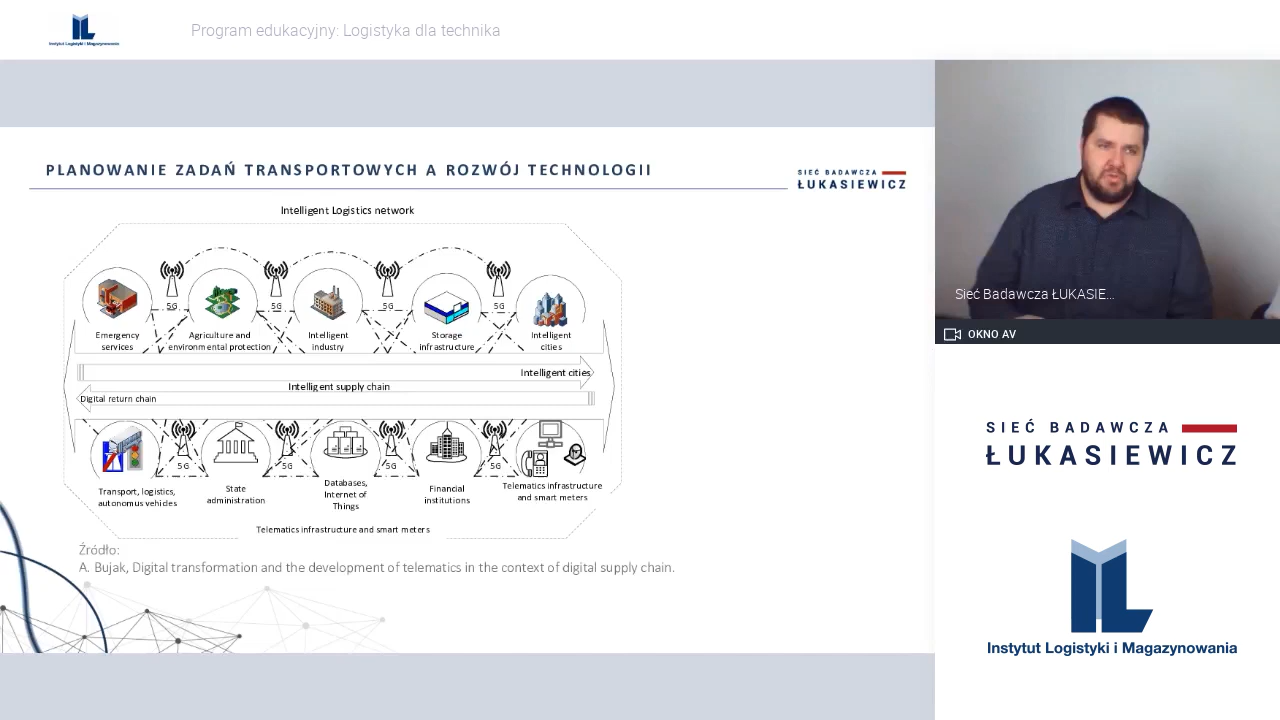 Instytut Logistyki i Magazynowania
Program edukacyjny: Logistyka dla technika
PLANOWANIE ZADAŃ TRANSPORTOWYCH A ROZWÓJ TECHNOLOGII
SIEĆ BADAWCZA
ŁUKASIEWICZ
Intelligent Logistics network
5G
5G
5G
5G
Emergency
services
Agriculture and
environmental protection
Intelligent
industry
Storage
infrastructure
Intelligent
cities
Intelligent cities
Intelligent supply chain
Digital return chain
5G
5G
5G
5G
Transport, logistics,
autonomus vehicles
State
administration
Databases,
Internet of
Things
Financial
institutions
Telematics infrastructure
and smart meters
Telematics infrastructure and smart meters
Źródło:
A. Bujak, Digital transformation and the development of telematics in the context of digital supply chain.
Sieć Badawcza ŁUKASIE...
OKNO AV
SIEĆ BADAWCZA
ŁUKASIEWICZ
Instytut Logistyki i Magazynowania